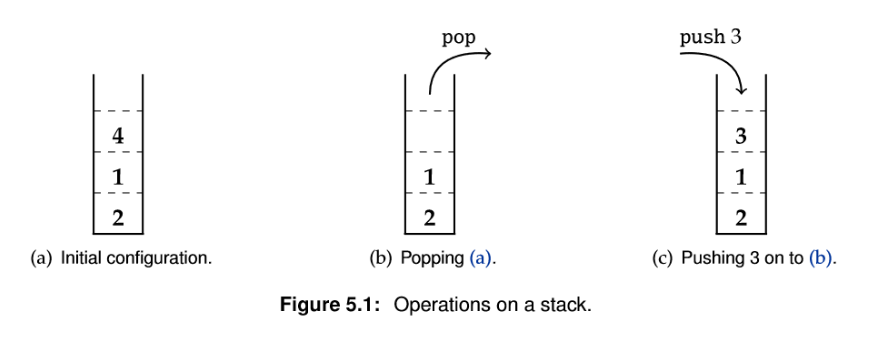 pop
push 3
4
3
1
1
1
2
2
2
(a) Initial configuration.
(b) Popping (a).
(c) Pushing 3 on to (b).
Figure 5.1: Operations on a stack.